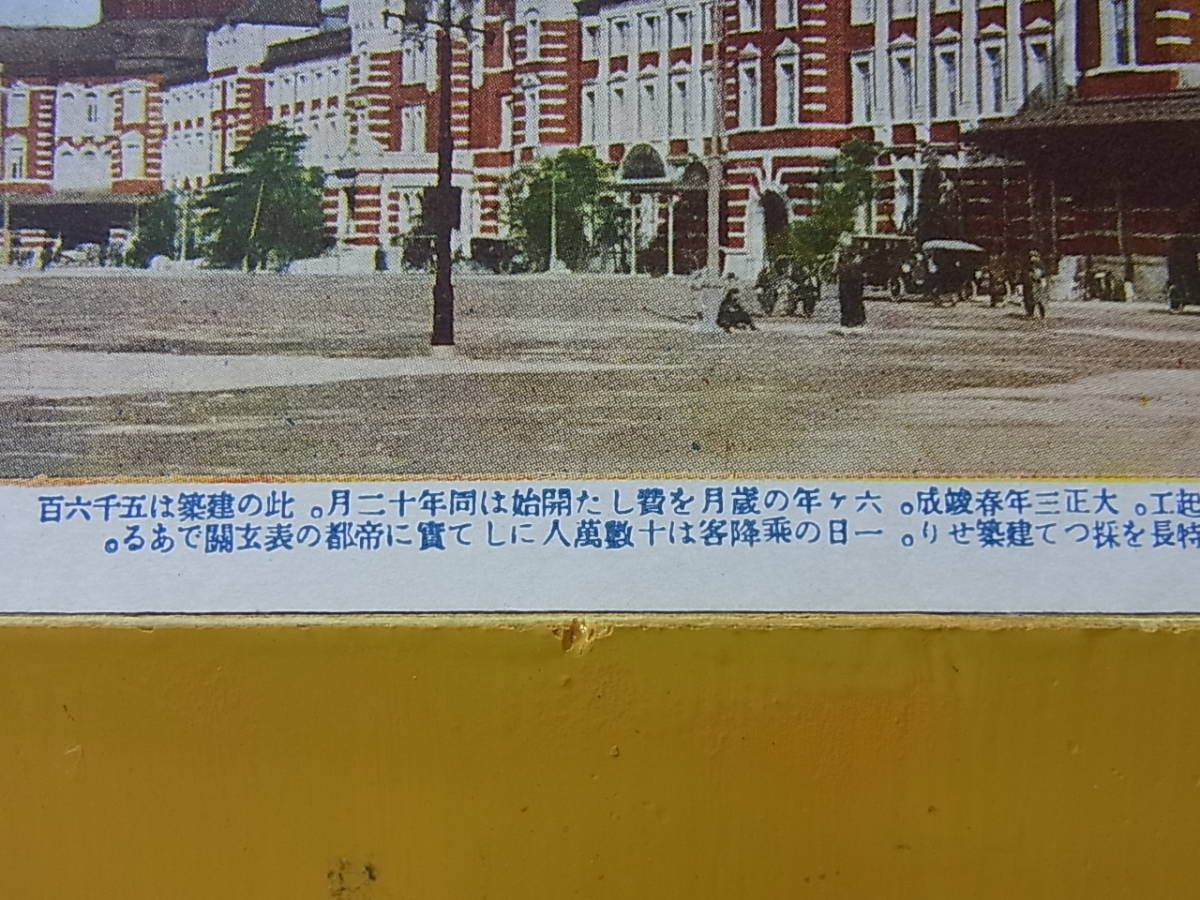 起工。大正三年春竣成。六ヶ年の歲月を費した開始は同年十二月。此の建築は五千六百
特長を採つて建築せり。一日の乘降客は十數萬人にして實に帝都の表玄關である。